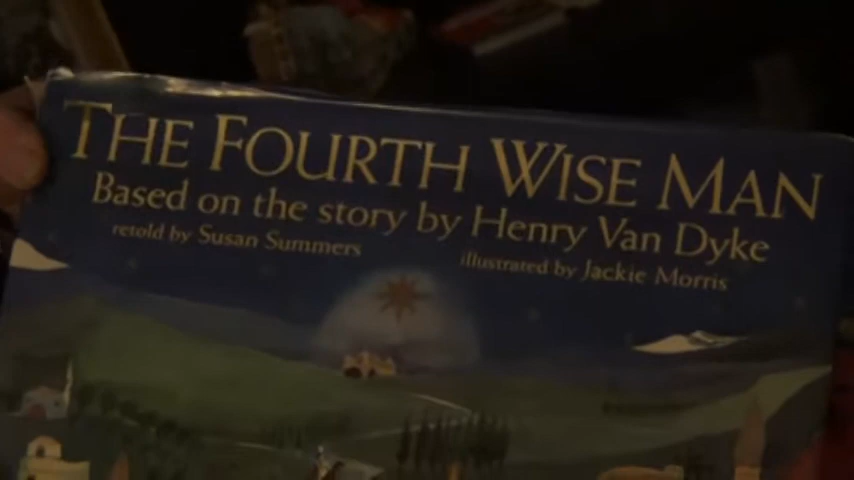 THE FOURTH WISE MAN
Based on the story by Henry Van Dyke
retold by Susan Summers
illustrated by Jackie Morris